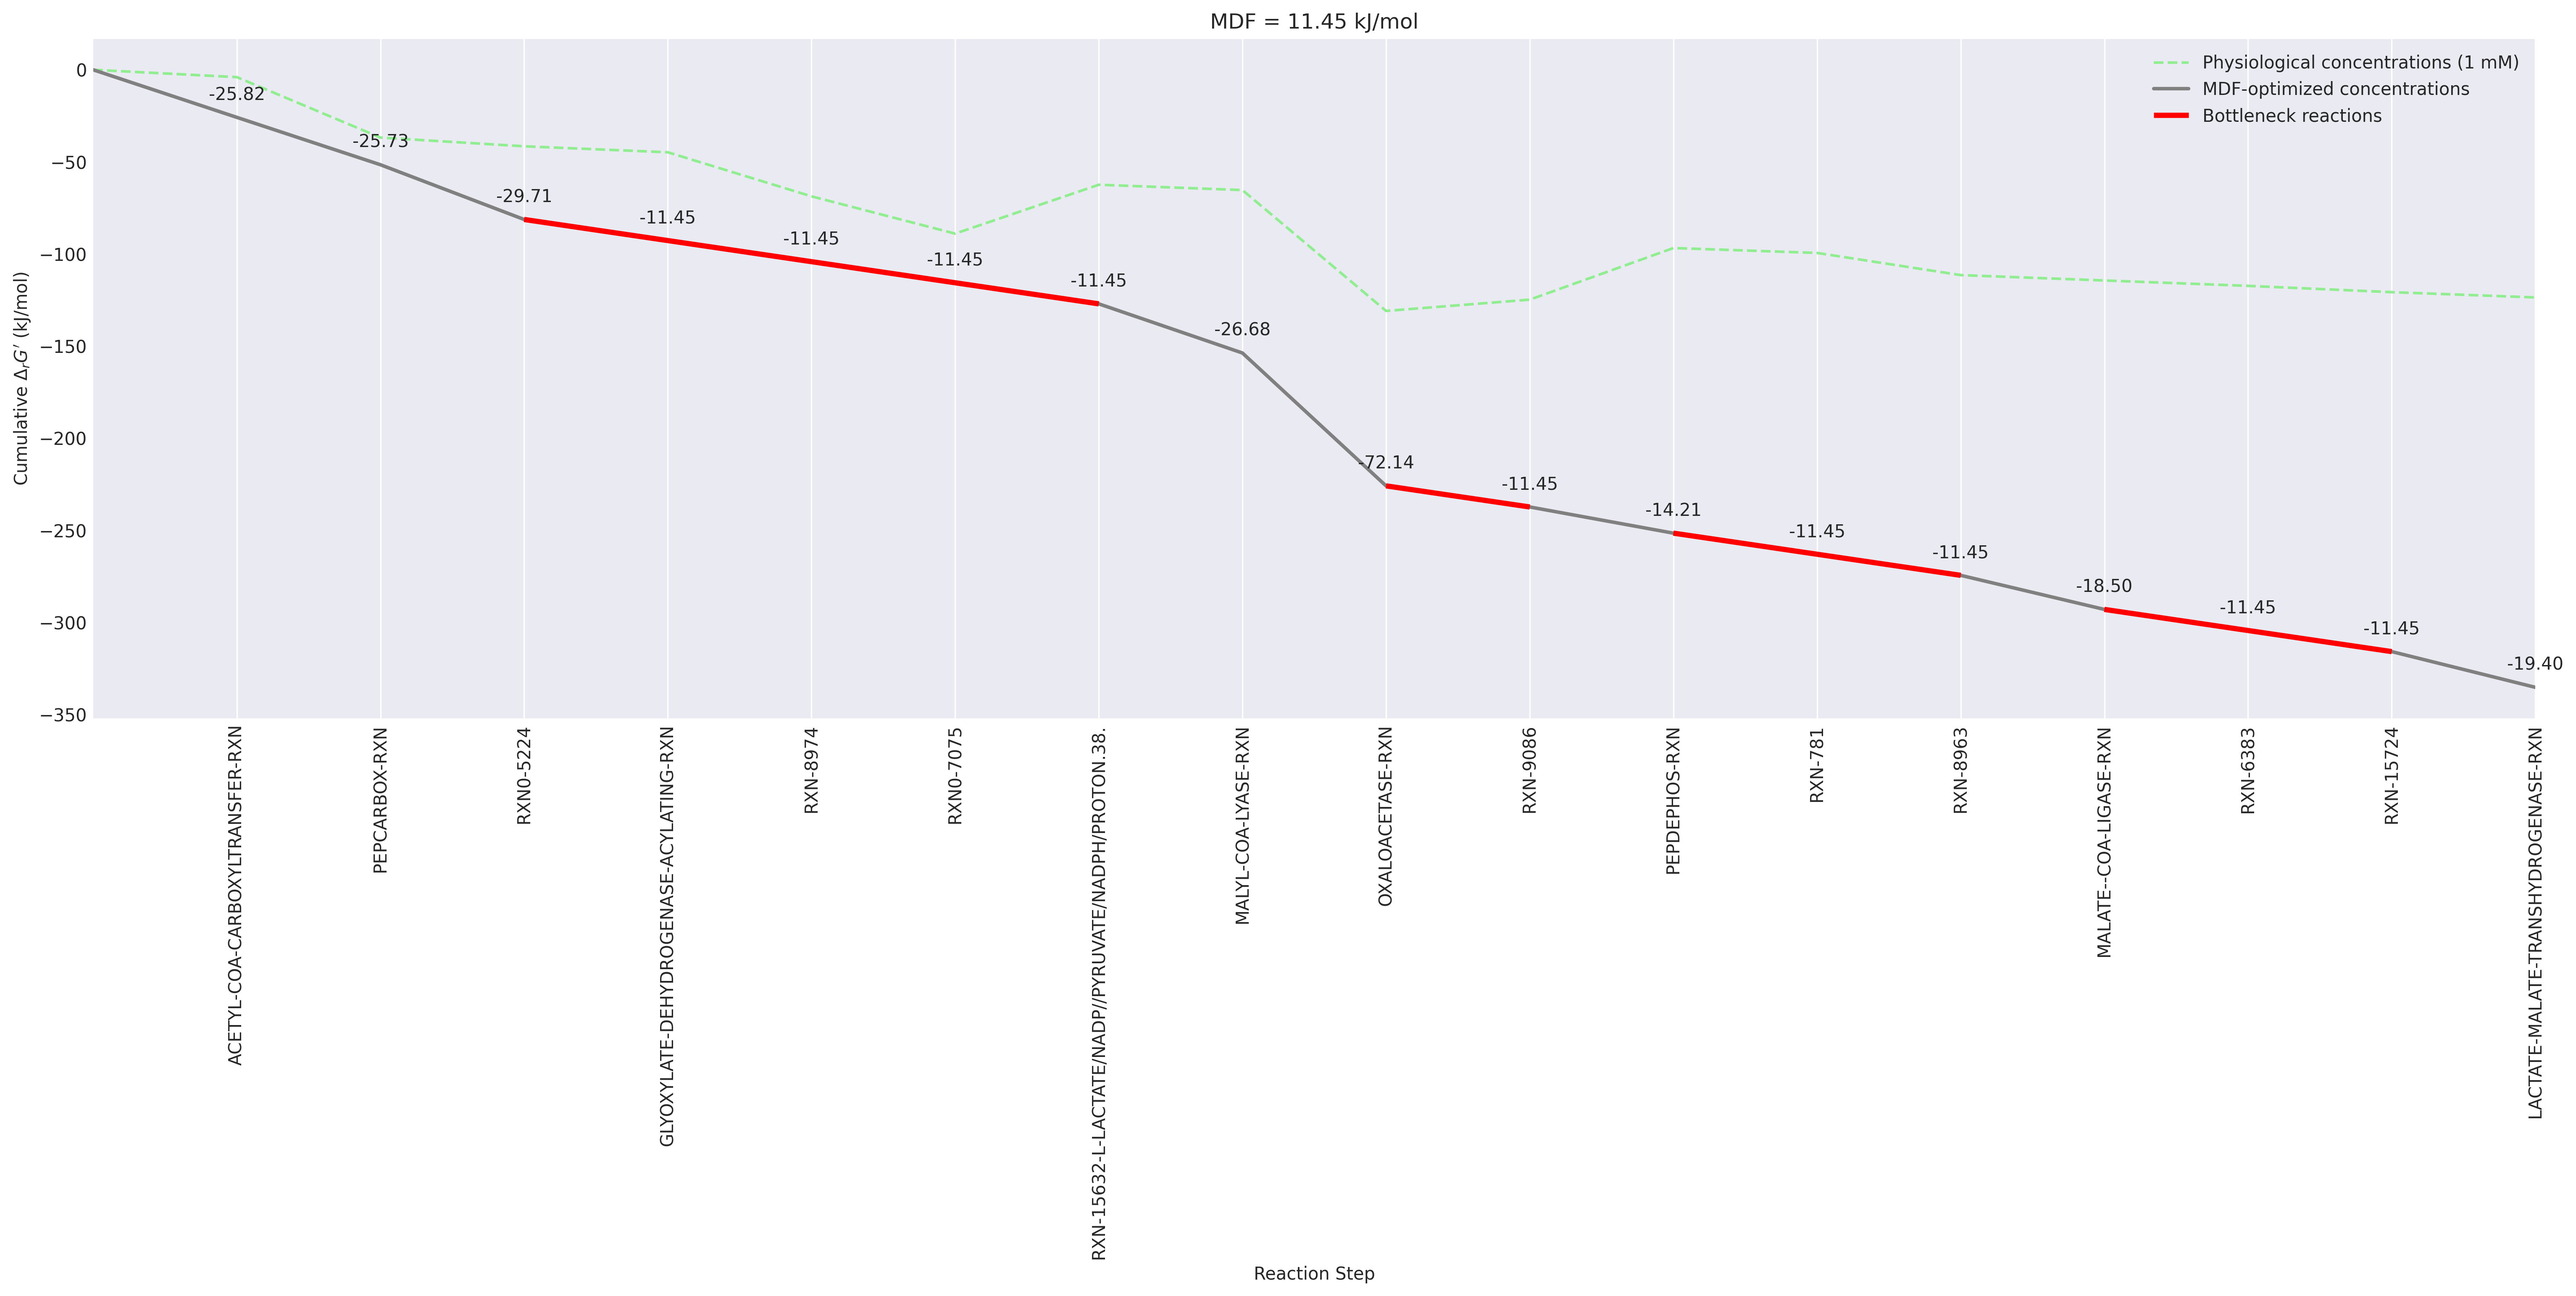 MDF = 11.45 kJ/mol
Physiological concentrations (1 mM)
MDF-optimized concentrations
Bottleneck reactions
Cumulative ΔrG′ (kJ/mol)
0
−50
−100
−150
−200
−250
−300
−350
-25.82
-25.73
-29.71
-11.45
-11.45
-11.45
-11.45
-26.68
-72.14
-11.45
-14.21
-11.45
-11.45
-18.50
-11.45
-11.45
-19.40
ACETYL-COA-CARBOXYLTRANSFER-RXN
PEPCARBOX-RXN
RXN0-5224
GLYOXYLATE-DEHYDROGENASE-ACYLATING-RXN
RXN-8974
RXN0-7075
RXN-15632-L-LACTATE/NADP//PYRUVATE/NADPH/PROTON.38.
MALYL-COA-LYASE-RXN
OXALOACETASE-RXN
RXN-9086
PEPDEPHOS-RXN
RXN-781
RXN-8963
MALATE--COA-LIGASE-RXN
RXN-6383
RXN-15724
LACTATE-MALATE-TRANSHYDROGENASE-RXN
Reaction Step